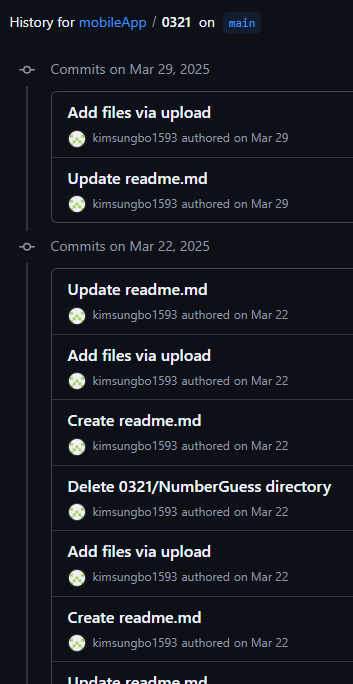 History for mobileApp / 0321 on main
Commits on Mar 29, 2025
Add files via upload
kimsungbo1593 authored on Mar 29
Update readme.md
kimsungbo1593 authored on Mar 29
Commits on Mar 22, 2025
Update readme.md
kimsungbo1593 authored on Mar 22
Add files via upload
kimsungbo1593 authored on Mar 22
Create readme.md
kimsungbo1593 authored on Mar 22
Delete 0321/NumberGuess directory
kimsungbo1593 authored on Mar 22
Add files via upload
kimsungbo1593 authored on Mar 22
Create readme.md
kimsungbo1593 authored on Mar 22
Update readme.md